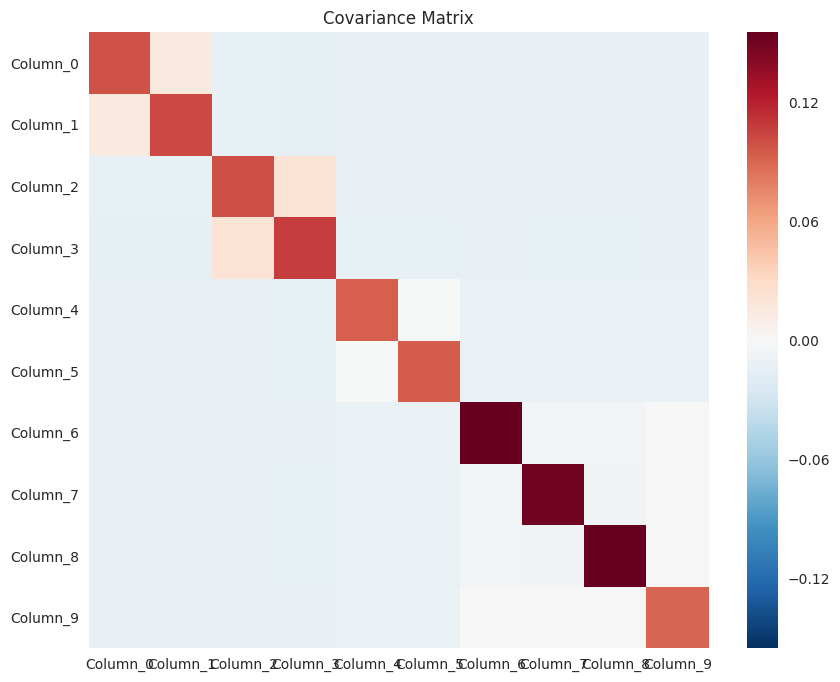 Covariance Matrix
Column_0
Column_1
Column_2
Column_3
Column_4
Column_5
Column_6
Column_7
Column_8
Column_9
Column_0 Column_1 Column_2 Column_3 Column_4 Column_5 Column_6 Column_7 Column_8 Column_9
0.12
0.06
0.00
−0.06
−0.12